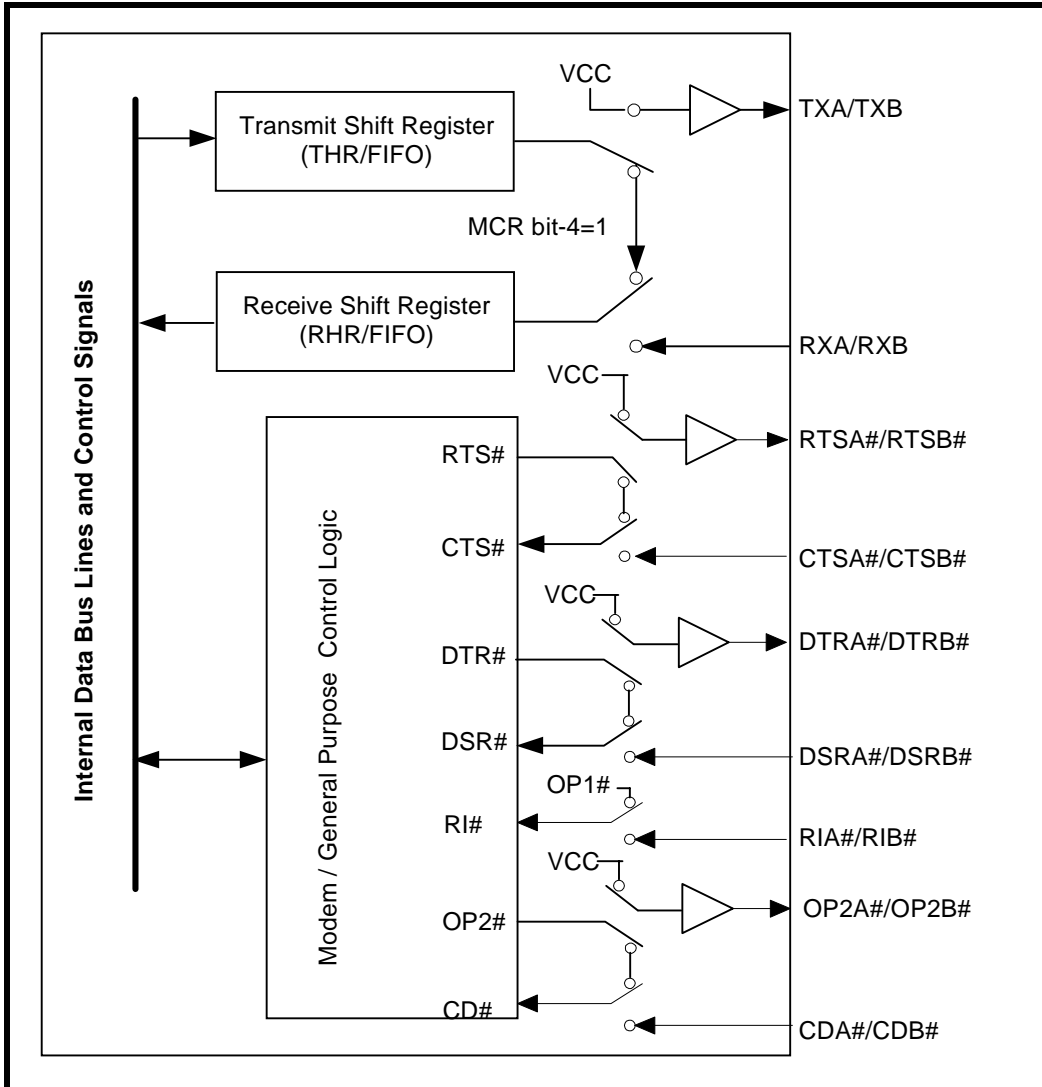 VCC
TXA/TXB
Transmit Shift Register
(THR/FIFO)
MCR bit-4=1
Receive Shift Register
(RHR/FIFO)
RXA/RXB
Internal Data Bus Lines and Control Signals
VCC
RTSA#/RTSB#
RTS#
CTS#
CTSA#/CTSB#
Modem / General Purpose Control Logic
VCC
DTRA#/DTRB#
DTR#
DSR#
DSRA#/DSRB#
OP1#
RI#
RIA#/RIB#
VCC
OP2A#/OP2B#
OP2#
CD#
CDA#/CDB#